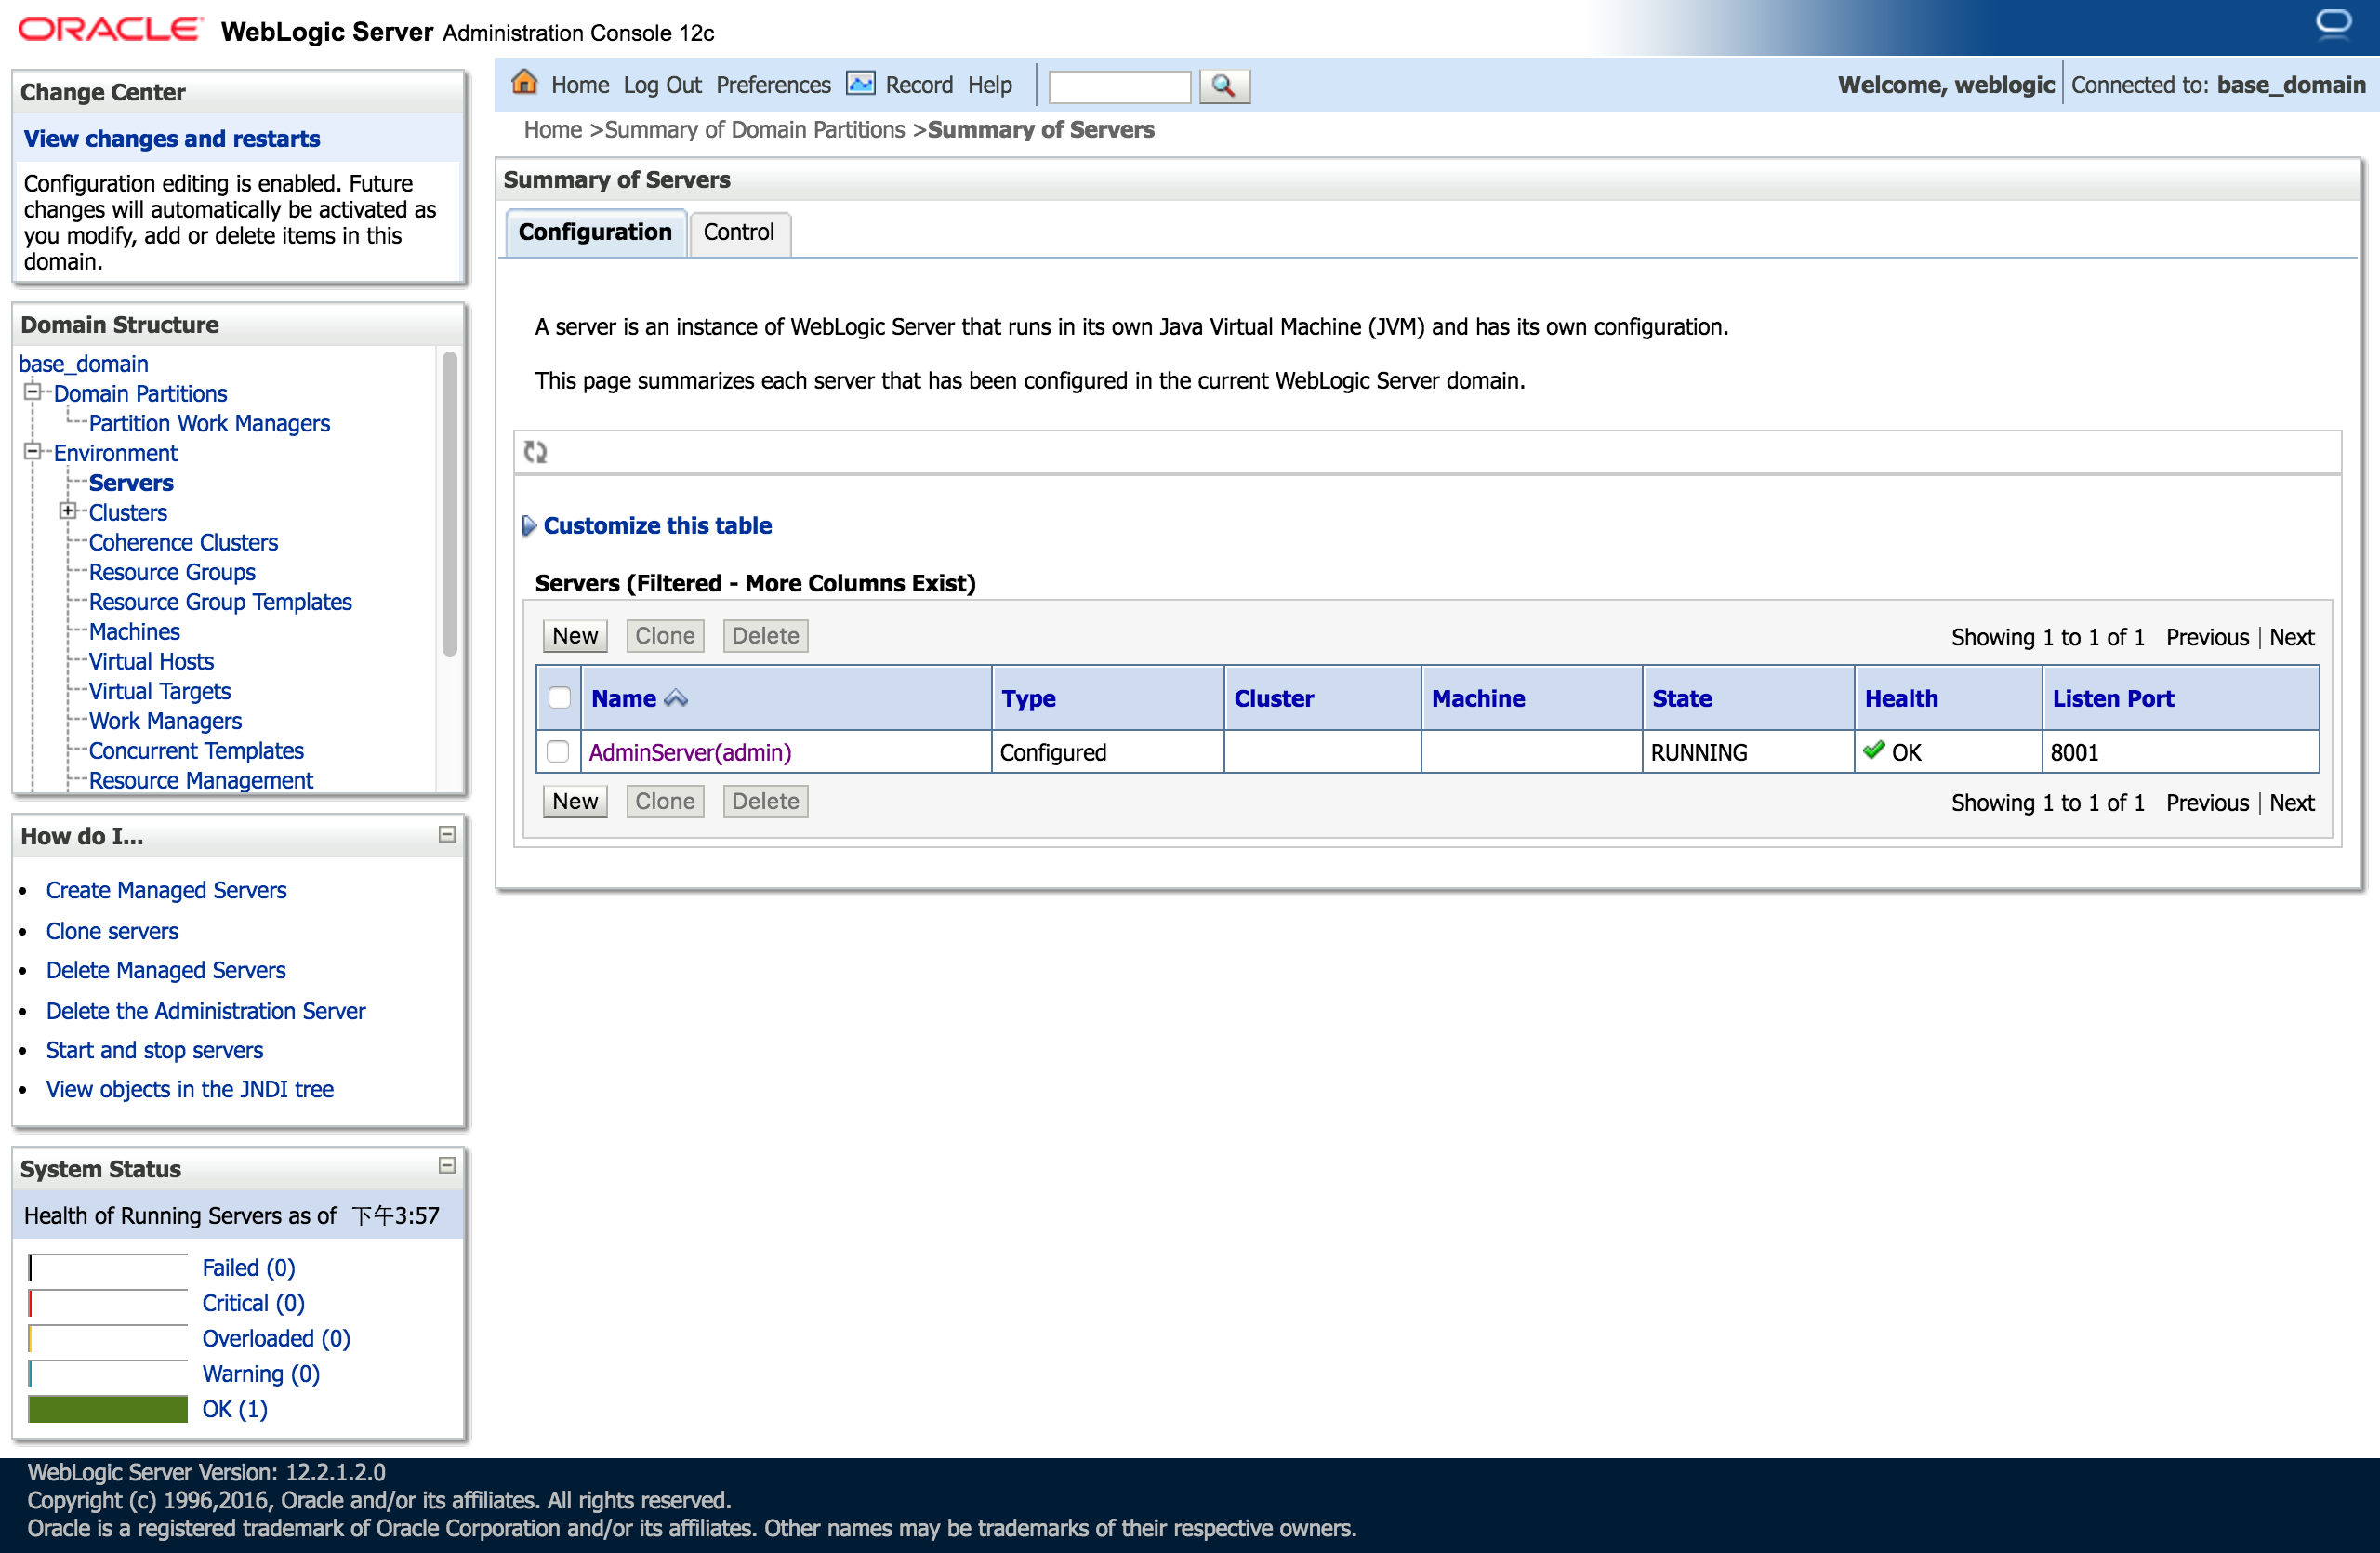 ORACLE WebLogic Server Administration Console 12c
Change Center
View changes and restarts
Configuration editing is enabled. Future
changes will automatically be activated as
you modify, add or delete items in this
domain.
Domain Structure
base_domain
Domain Partitions
Partition Work Managers
Environment
Servers
Clusters
Coherence Clusters
Resource Groups
Resource Group Templates
Machines
Virtual Hosts
Virtual Targets
Work Managers
Concurrent Templates
Resource Management
How do I...
Create Managed Servers
Clone servers
Delete Managed Servers
Delete the Administration Server
Start and stop servers
View objects in the JNDI tree
System Status
Health of Running Servers as of 下午3:57
Failed (0)
Critical (0)
Overloaded (0)
Warning (0)
OK (1)
Home Log Out Preferences Record Help
Welcome, weblogic Connected to: base_domain
Home >Summary of Domain Partitions >Summary of Servers
Summary of Servers
Configuration Control
A server is an instance of WebLogic Server that runs in its own Java Virtual Machine (JVM) and has its own configuration.
This page summarizes each server that has been configured in the current WebLogic Server domain.
Customize this table
Servers (Filtered - More Columns Exist)
New Clone Delete Showing 1 to 1 of 1 Previous | Next
Name Type Cluster Machine State Health Listen Port
AdminServer(admin) Configured RUNNING OK 8001
New Clone Delete Showing 1 to 1 of 1 Previous | Next
WebLogic Server Version: 12.2.1.2.0
Copyright (c) 1996,2016, Oracle and/or its affiliates. All rights reserved.
Oracle is a registered trademark of Oracle Corporation and/or its affiliates. Other names may be trademarks of their respective owners.